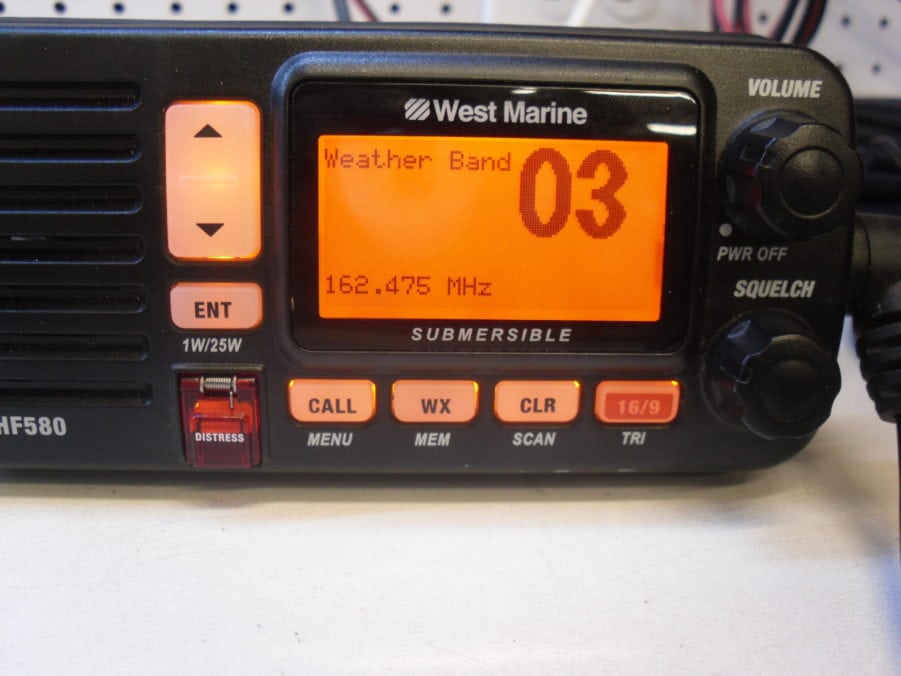 VOLUME
West Marine
Weather Band 03
PWR OFF
162.475 MHz
SQUELCH
ENT
SUBMERSIBLE
1W/25W
CALL WX CLR 16/9
HF580
DISTRESS
MENU MEM SCAN TRI